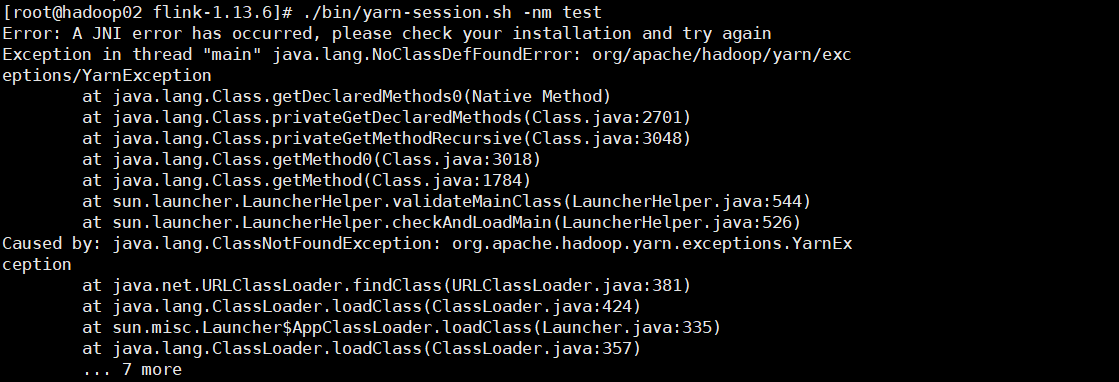 [root@hadoop02 flink-1.13.6]# ./bin/yarn-session.sh -nm test
Error: A JNI error has occurred, please check your installation and try again
Exception in thread "main" java.lang.NoClassDefFoundError: org/apache/hadoop/yarn/exc
eptions/YarnException
        at java.lang.Class.getDeclaredMethods0(Native Method)
        at java.lang.Class.privateGetDeclaredMethods(Class.java:2701)
        at java.lang.Class.privateGetMethodRecursive(Class.java:3048)
        at java.lang.Class.getMethod0(Class.java:3018)
        at java.lang.Class.getMethod(Class.java:1784)
        at sun.launcher.LauncherHelper.validateMainClass(LauncherHelper.java:544)
        at sun.launcher.LauncherHelper.checkAndLoadMain(LauncherHelper.java:526)
Caused by: java.lang.ClassNotFoundException: org.apache.hadoop.yarn.exceptions.YarnEx
ception
        at java.net.URLClassLoader.findClass(URLClassLoader.java:381)
        at java.lang.ClassLoader.loadClass(ClassLoader.java:424)
        at sun.misc.Launcher$AppClassLoader.loadClass(Launcher.java:335)
        at java.lang.ClassLoader.loadClass(ClassLoader.java:357)
        ... 7 more